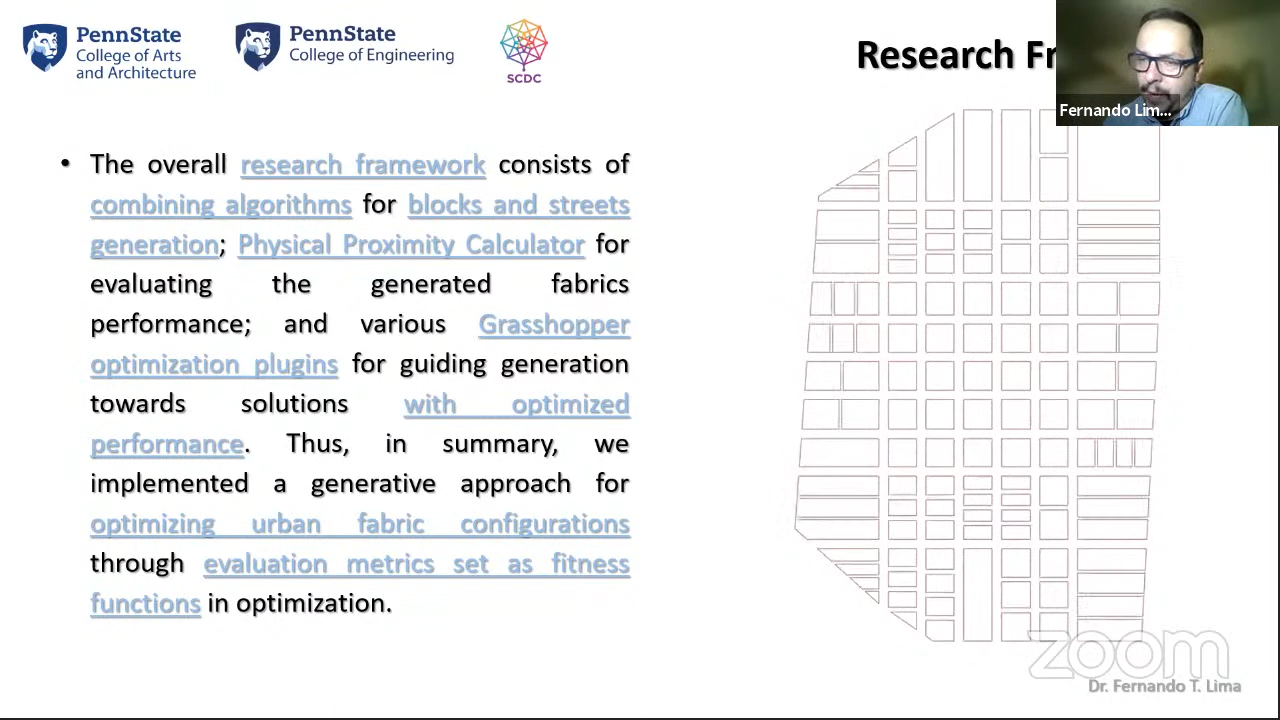 PennState
College of Arts
and Architecture
PennState
College of Engineering
SCDC
Research
Fernando Lim...
• The overall research framework consists of
combining algorithms for blocks and streets
generation; Physical Proximity Calculator for
evaluating the generated fabrics
performance; and various Grasshopper
optimization plugins for guiding generation
towards solutions with optimized
performance. Thus, in summary, we
implemented a generative approach for
optimizing urban fabric configurations
through evaluation metrics set as fitness
functions in optimization.
zoom
Dr. Fernando T. Lima